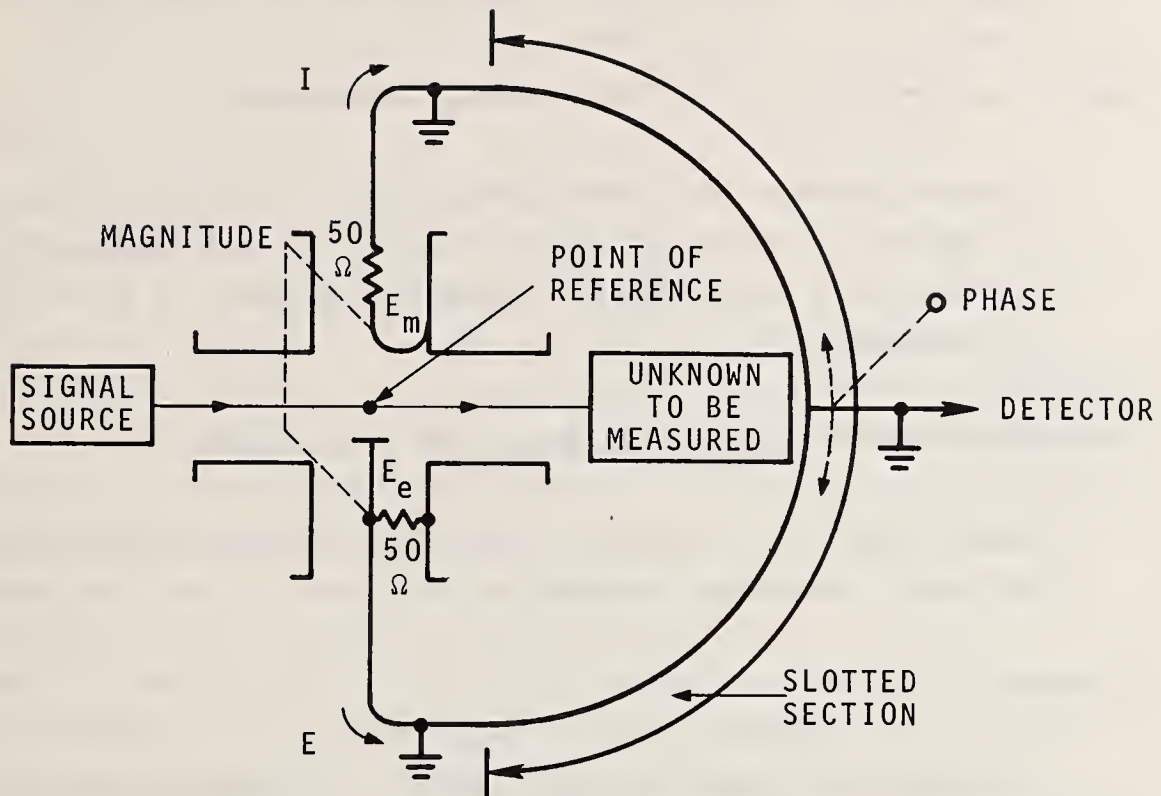 I
MAGNITUDE
50
Ω
E_m
POINT OF
REFERENCE
PHASE
SIGNAL
SOURCE
UNKNOWN
TO BE
MEASURED
DETECTOR
E_e
50
Ω
SLOTTED
SECTION
E